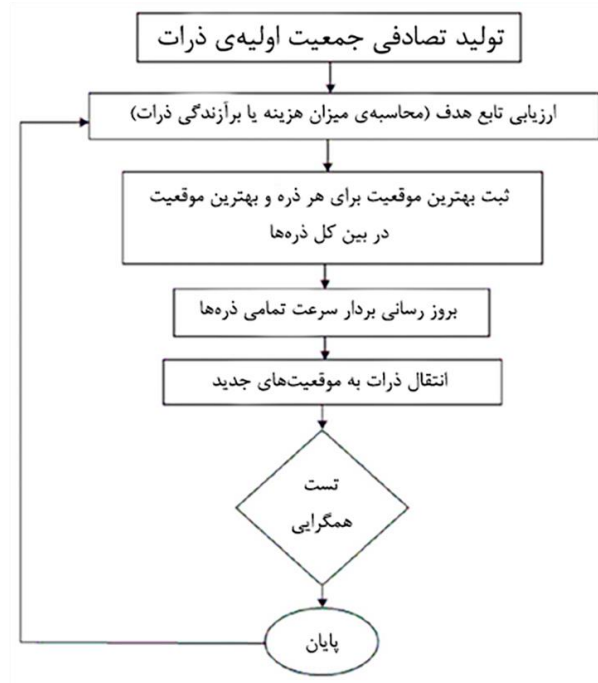 تولید تصادفی جمعیت اولیه‌ی ذرات
ارزیابی تابع هدف (محاسبه‌ی میزان هزینه یا برآزندگی ذرات)
ثبت بهترین موقعیت برای هر ذره و بهترین موقعیت
در بین کل ذره‌ها
بروز رسانی بردار سرعت تمامی ذره‌ها
انتقال ذرات به موقعیت‌های جدید
تست
همگرایی
پایان